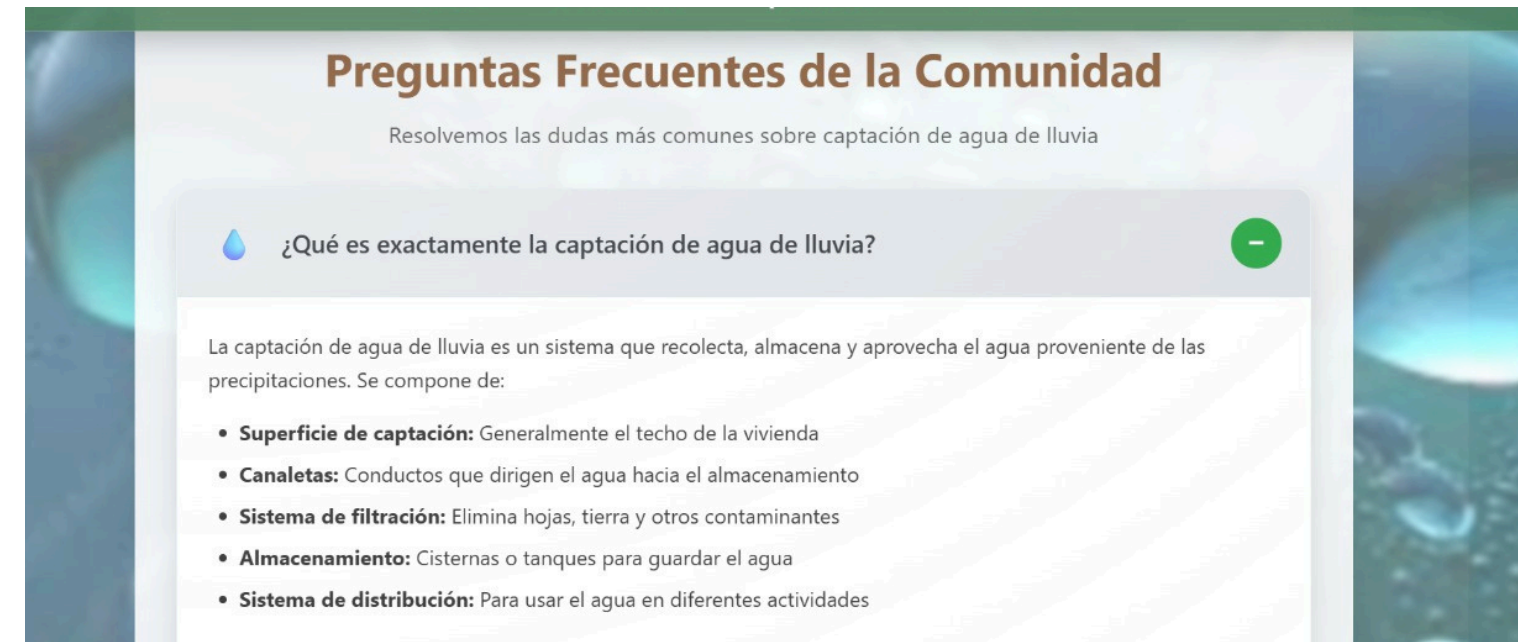 Preguntas Frecuentes de la Comunidad
Resolvemos las dudas más comunes sobre captación de agua de lluvia
¿Qué es exactamente la captación de agua de lluvia?
La captación de agua de lluvia es un sistema que recolecta, almacena y aprovecha el agua proveniente de las
precipitaciones. Se compone de:
• Superficie de captación: Generalmente el techo de la vivienda
• Canaletas: Conductos que dirigen el agua hacia el almacenamiento
• Sistema de filtración: Elimina hojas, tierra y otros contaminantes
• Almacenamiento: Cisternas o tanques para guardar el agua
• Sistema de distribución: Para usar el agua en diferentes actividades